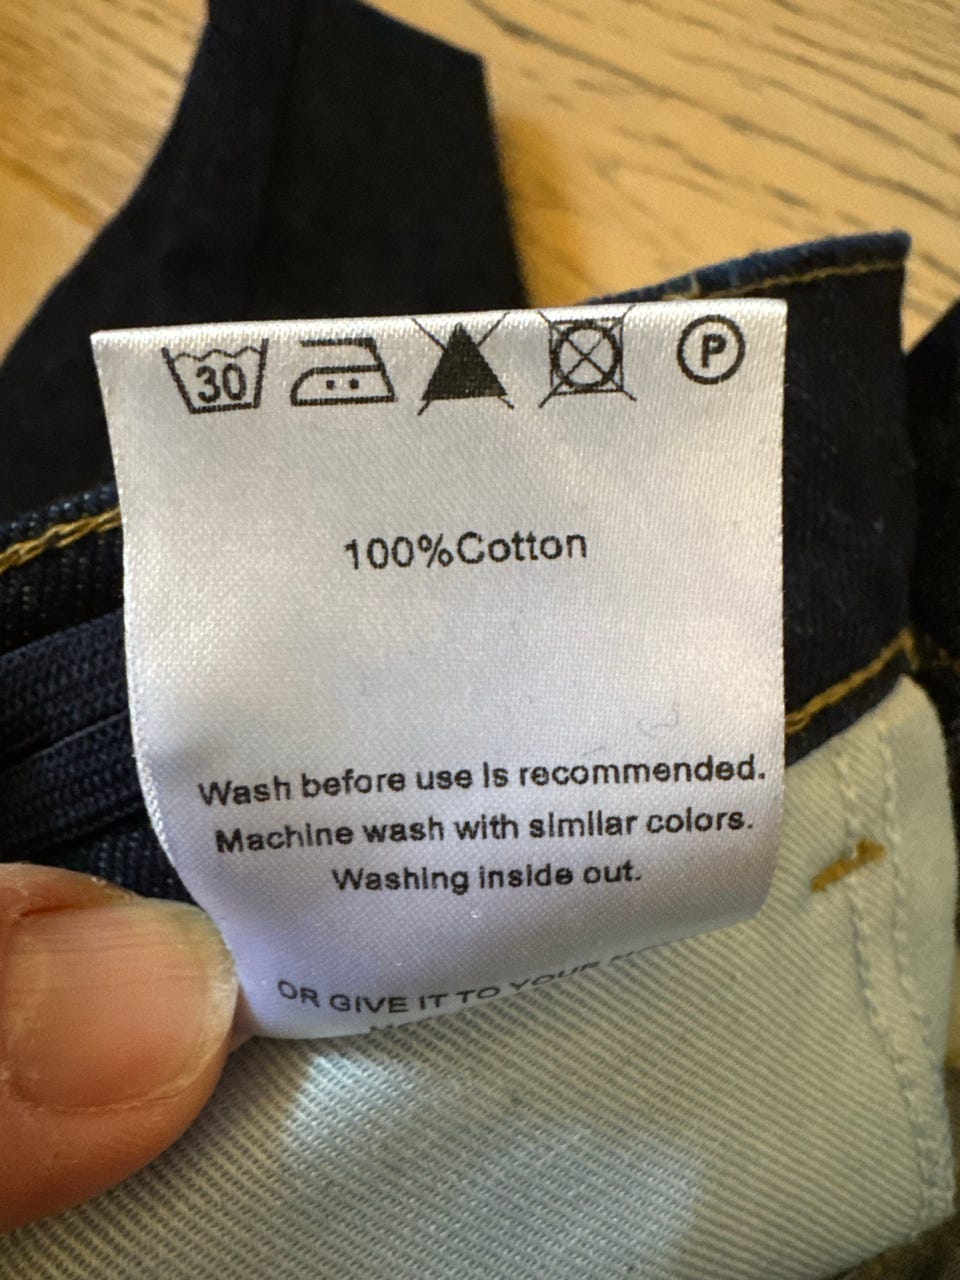 30 P
100%Cotton
Wash before use is recommended.
Machine wash with similar colors.
Washing inside out.
OR GIVE IT TO YOUR